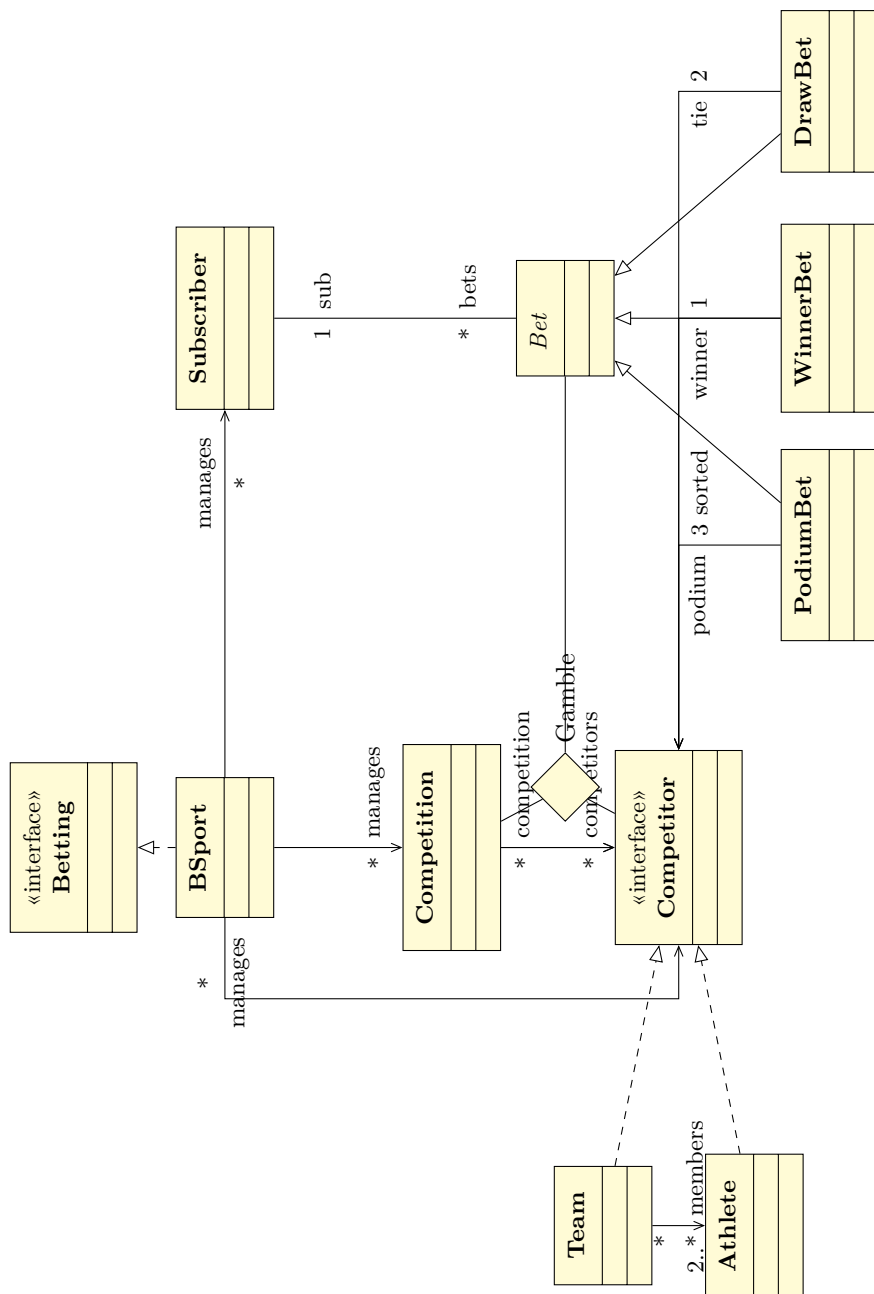 «interface»
Betting
BSport
manages
*
Subscriber
*
manages
manages
*
1 sub
* bets
Competition
* competition
* competitors
Gamble
Bet
«interface»
Competitor
podium 3 sorted
winner 1
tie 2
Team
*
2..* members
Athlete
PodiumBet
WinnerBet
DrawBet